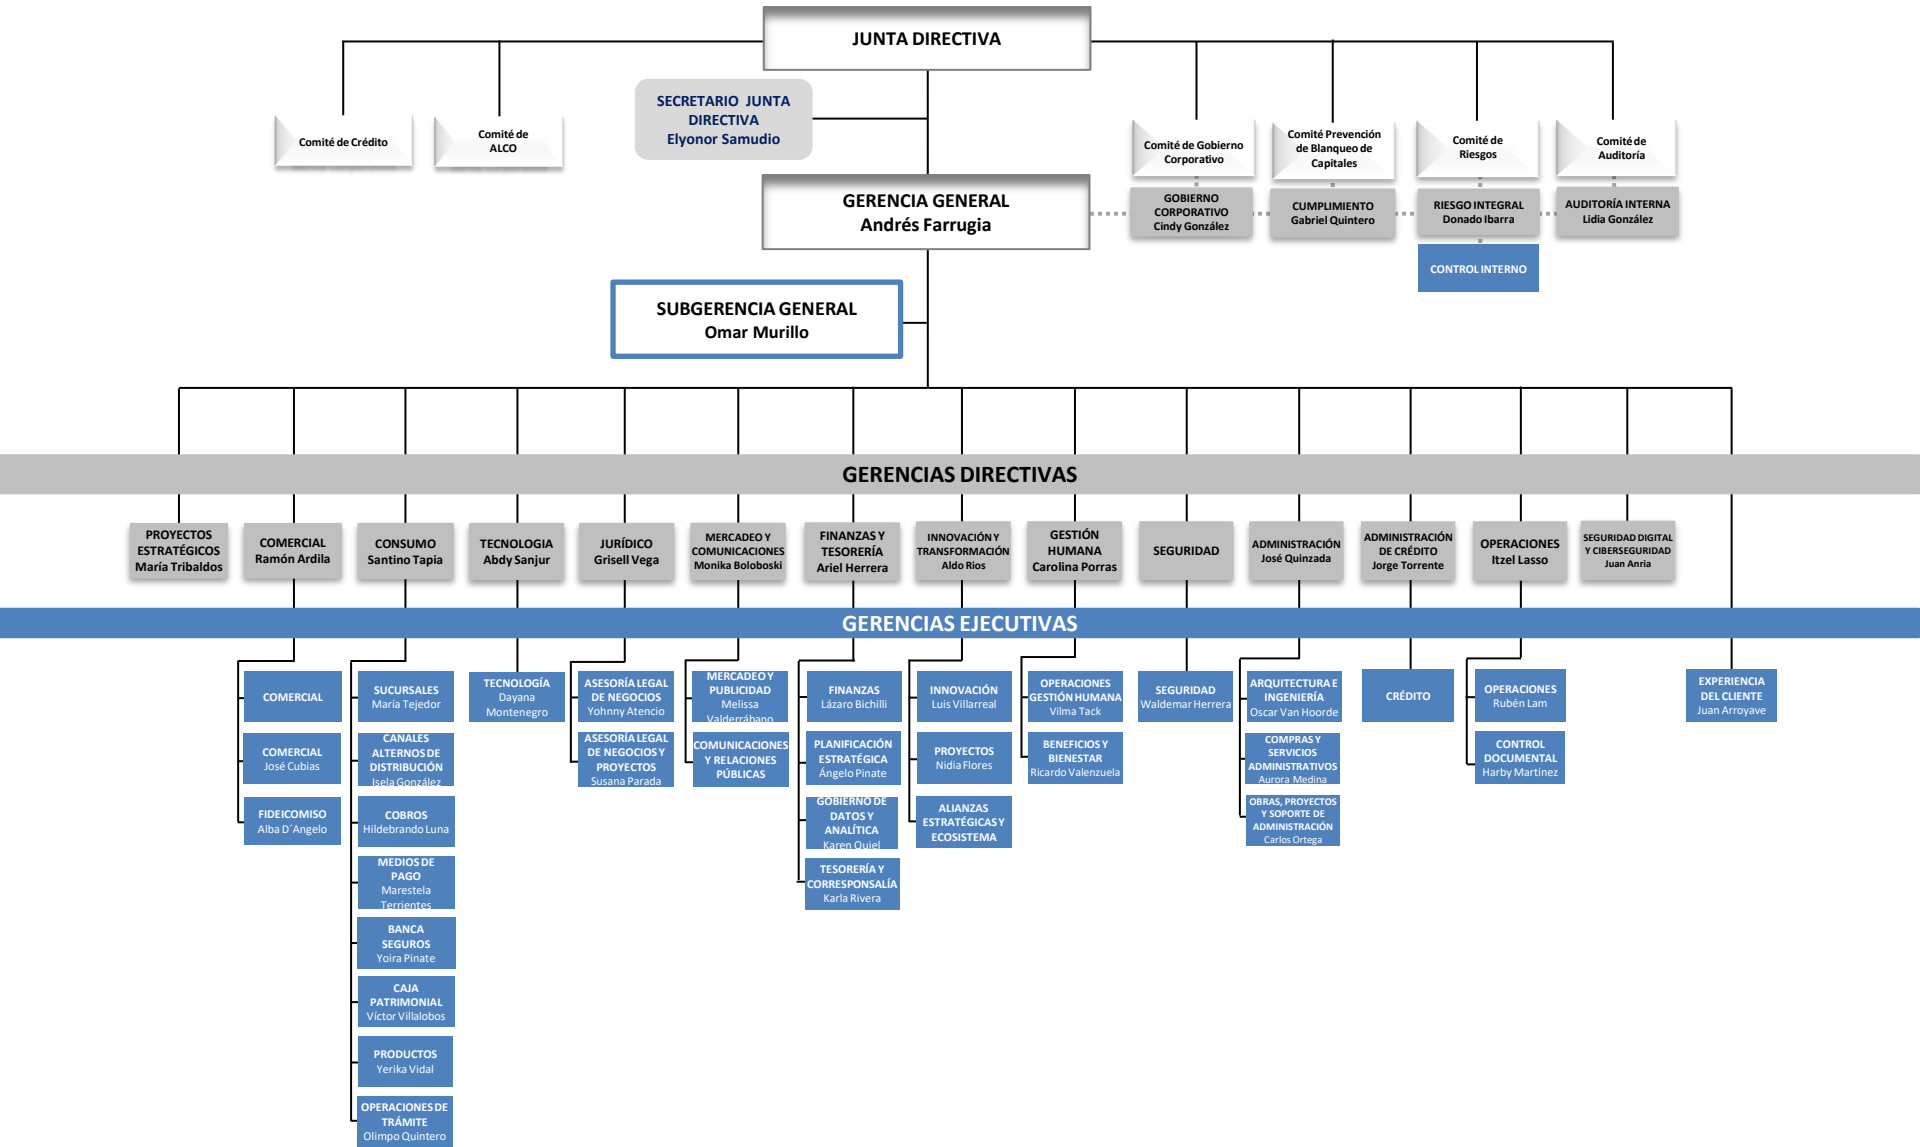 JUNTA DIRECTIVA
SECRETARIO JUNTA
DIRECTIVA
Elyonor Samudio
Comité de Crédito
Comité de
ALCO
Comité de Gobierno
Corporativo
Comité Prevención
de Blanqueo de
Capitales
Comité de
Riesgos
Comité de
Auditoría
GERENCIA GENERAL
Andrés Farrugia
GOBIERNO
CORPORATIVO
Cindy González
CUMPLIMIENTO
Gabriel Quintero
RIESGO INTEGRAL
Donado Ibarra
AUDITORÍA INTERNA
Lidia González
CONTROL INTERNO
SUBGERENCIA GENERAL
Omar Murillo
GERENCIAS DIRECTIVAS
PROYECTOS
ESTRATÉGICOS
María Tribaldos
COMERCIAL
Ramón Ardila
CONSUMO
Santino Tapia
TECNOLOGIA
Abdy Sanjur
JURÍDICO
Grisell Vega
MERCADEO Y
COMUNICACIONES
Monika Boloboski
FINANZAS Y
TESORERÍA
Ariel Herrera
INNOVACIÓN Y
TRANSFORMACIÓN
Aldo Rios
GESTIÓN
HUMANA
Carolina Porras
SEGURIDAD
ADMINISTRACIÓN
José Quinzada
ADMINISTRACIÓN
DE CRÉDITO
Jorge Torrente
OPERACIONES
Itzel Lasso
SEGURIDAD DIGITAL
Y CIBERSEGURIDAD
Juan Anria
GERENCIAS EJECUTIVAS
COMERCIAL
COMERCIAL
José Cubias
FIDEICOMISO
Alba D´Angelo
SUCURSALES
María Tejedor
CANALES
ALTERNOS DE
DISTRIBUCIÓN
Isela González
COBROS
Hildebrando Luna
MEDIOS DE
PAGO
Marestela
Terrientes
BANCA
SEGUROS
Yoira Pinate
CAJA
PATRIMONIAL
Víctor Villalobos
PRODUCTOS
Yerika Vidal
OPERACIONES DE
TRÁMITE
Olimpo Quintero
TECNOLOGÍA
Dayana
Montenegro
ASESORÍA LEGAL
DE NEGOCIOS
Yohnny Atencio
ASESORÍA LEGAL
DE NEGOCIOS Y
PROYECTOS
Susana Parada
MERCADEO Y
PUBLICIDAD
Melissa
Valderrábano
COMUNICACIONES
Y RELACIONES
PÚBLICAS
FINANZAS
Lázaro Bichilli
PLANIFICACIÓN
ESTRATÉGICA
Ángelo Pinate
GOBIERNO DE
DATOS Y
ANALÍTICA
Karen Quiel
TESORERÍA Y
CORRESPONSALÍA
Karla Rivera
INNOVACIÓN
Luis Villarreal
PROYECTOS
Nidia Flores
ALIANZAS
ESTRATÉGICAS Y
ECOSISTEMA
OPERACIONES
GESTIÓN HUMANA
Vilma Tack
BENEFICIOS Y
BIENESTAR
Ricardo Valenzuela
SEGURIDAD
Waldemar Herrera
ARQUITECTURA E
INGENIERÍA
Oscar Van Hoorde
COMPRAS Y
SERVICIOS
ADMINISTRATIVOS
Aurora Medina
OBRAS, PROYECTOS
Y SOPORTE DE
ADMINISTRACIÓN
Carlos Ortega
CRÉDITO
OPERACIONES
Rubén Lam
CONTROL
DOCUMENTAL
Harby Martínez
EXPERIENCIA
DEL CLIENTE
Juan Arroyave